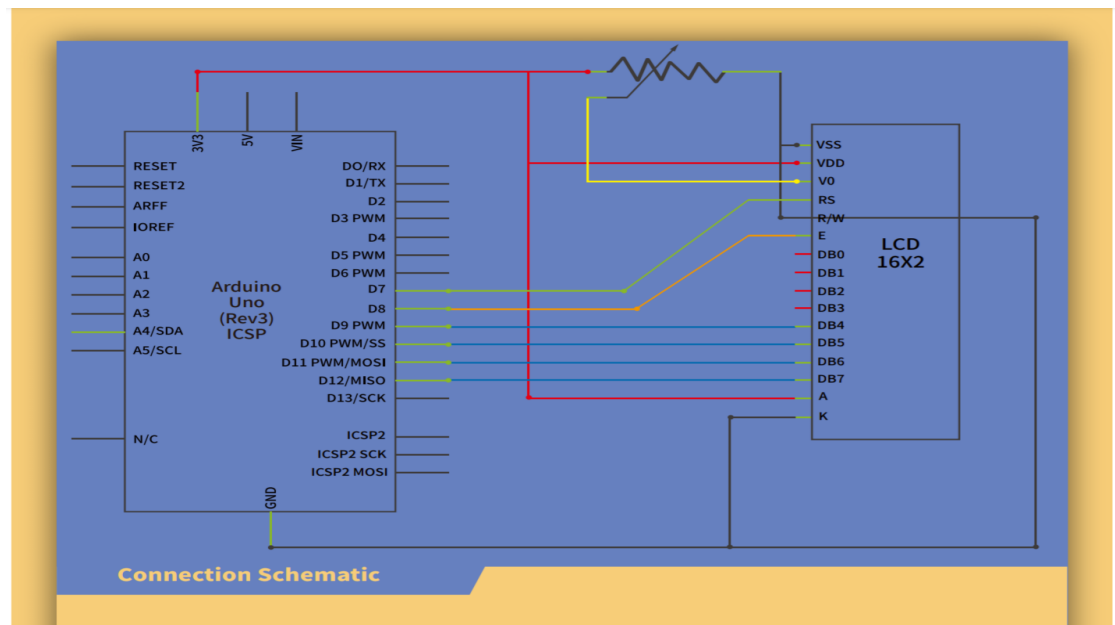 3V3
5V
VIN
RESET
RESET2
ARFF
IOREF
A0
A1
A2
A3
A4/SDA
A5/SCL
N/C
Arduino
Uno
(Rev3)
ICSP
DO/RX
D1/TX
D2
D3 PWM
D4
D5 PWM
D6 PWM
D7
D8
D9 PWM
D10 PWM/SS
D11 PWM/MOSI
D12/MISO
D13/SCK
ICSP2
ICSP2 SCK
ICSP2 MOSI
GND
VSS
VDD
V0
RS
R/W
E
DB0
DB1
DB2
DB3
DB4
DB5
DB6
DB7
A
K
LCD
16X2
Connection Schematic